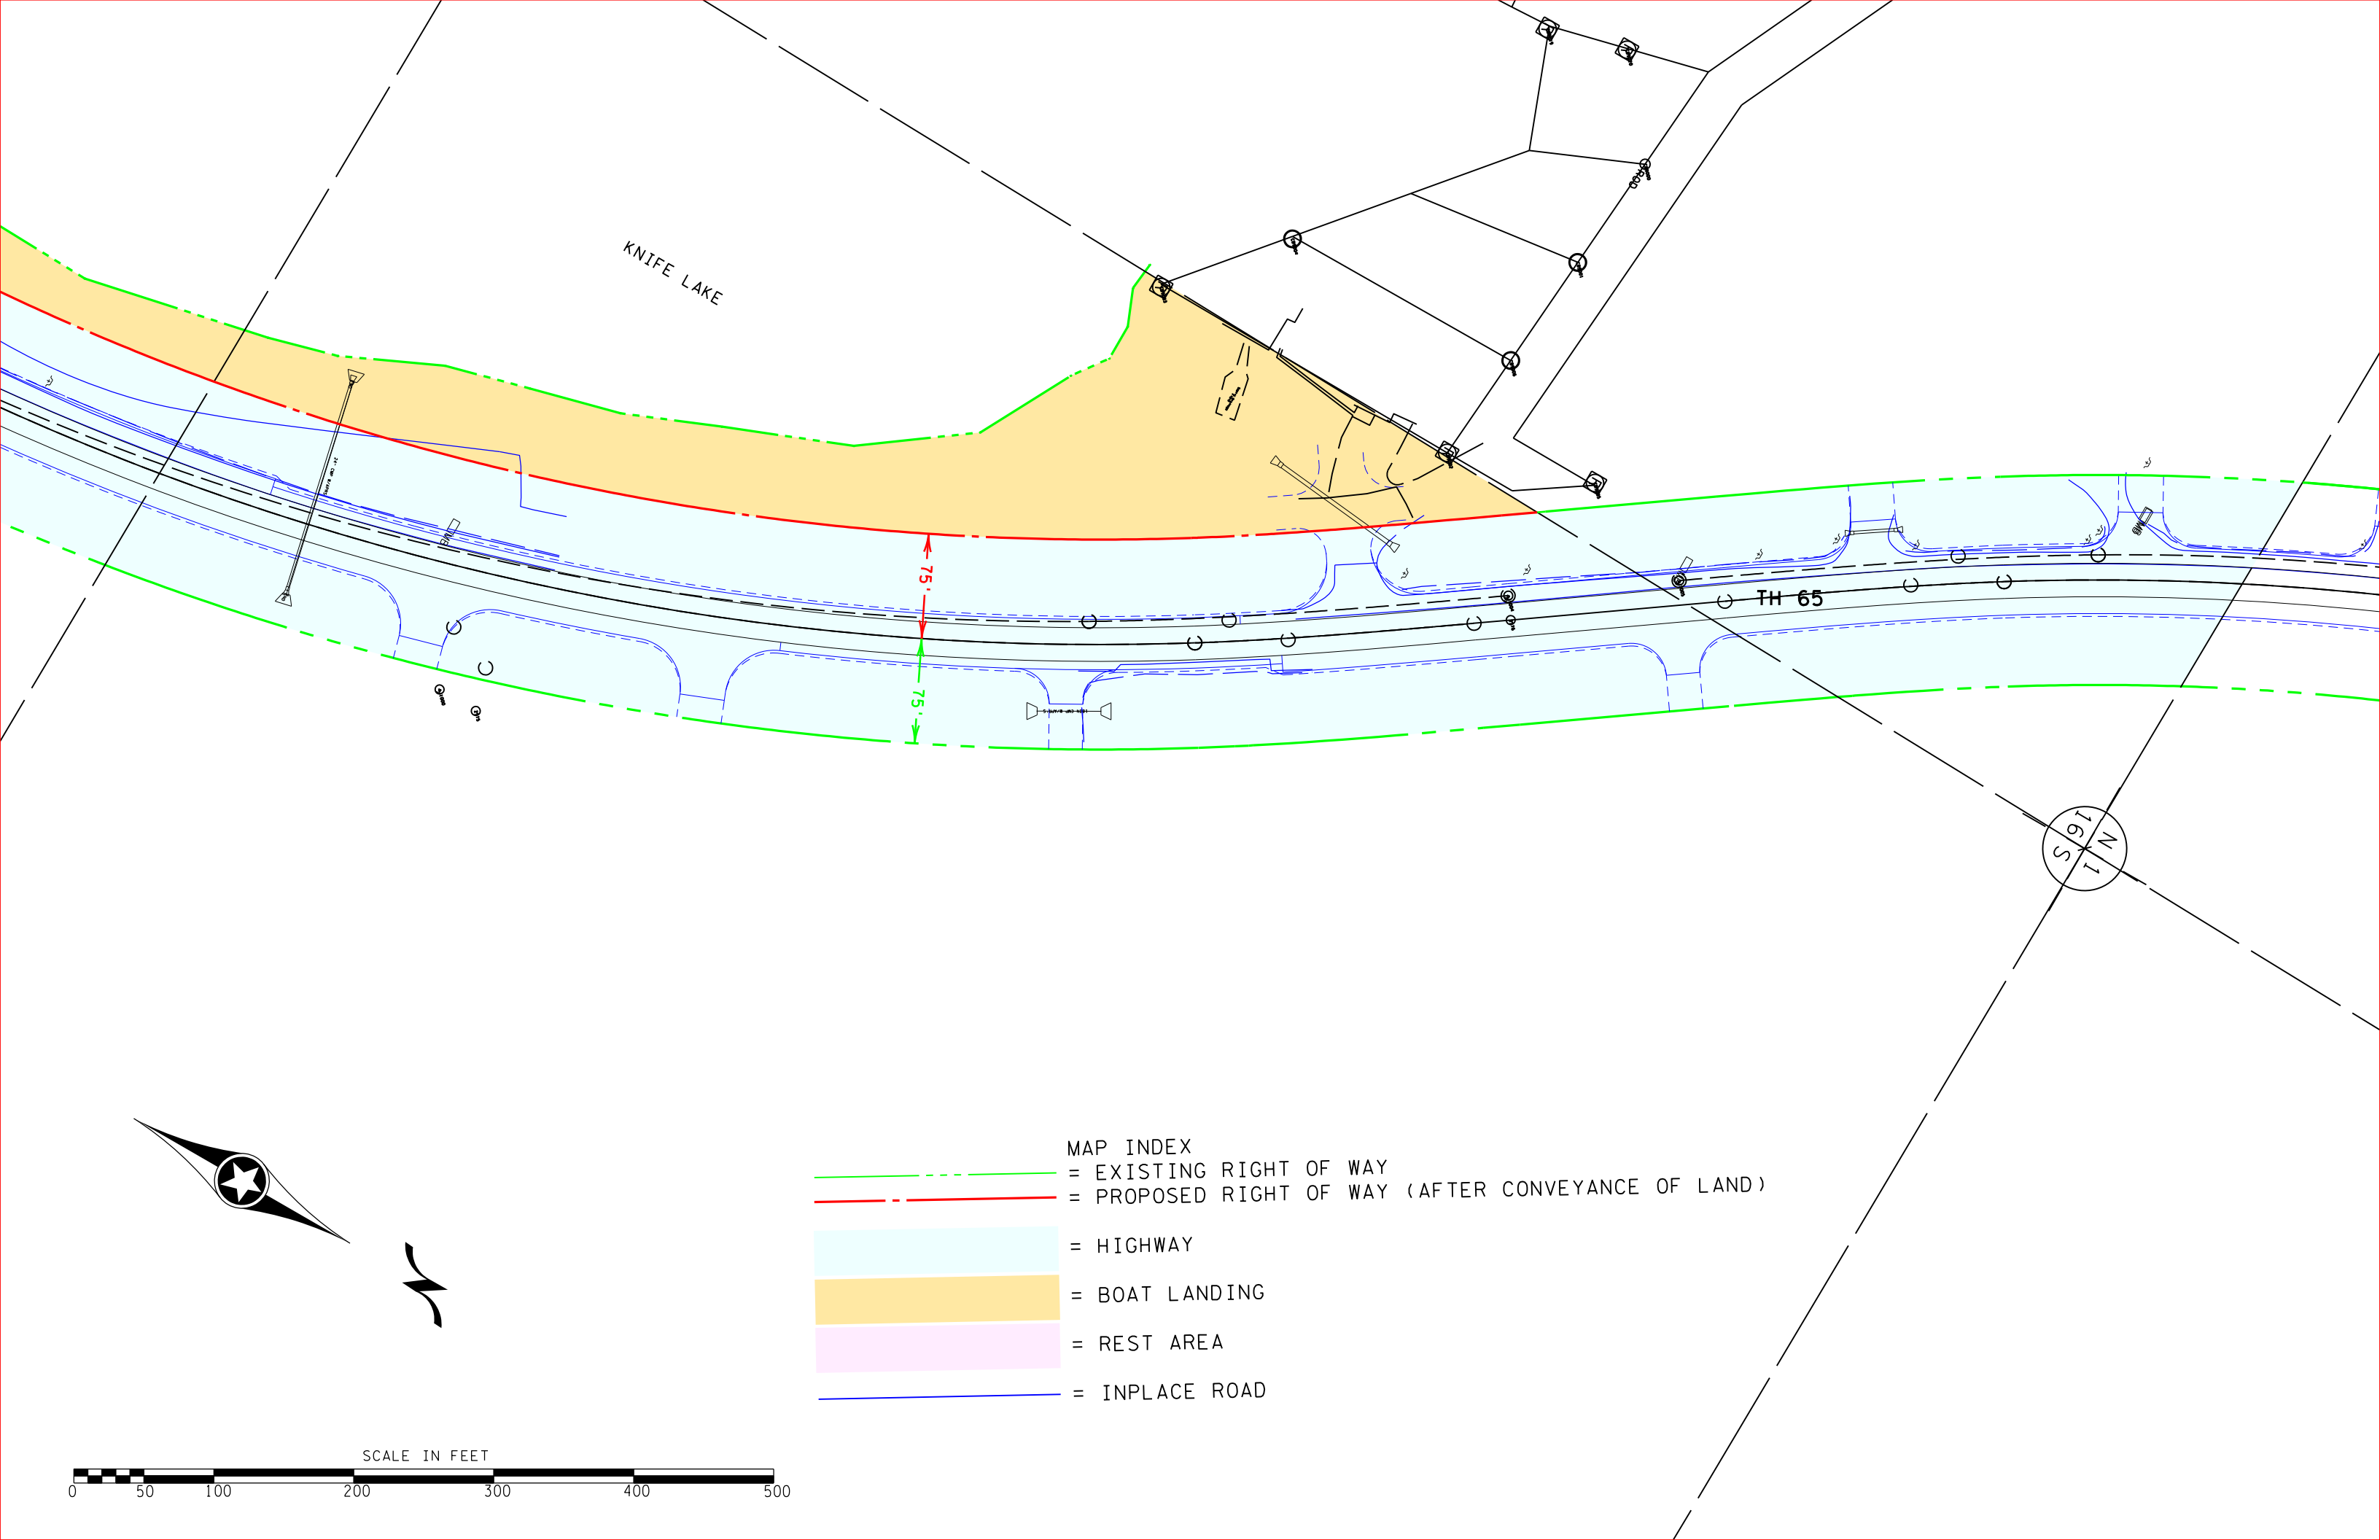 KNIFE LAKE
ROD
75'
75'
TH 65
N
16
1
S
MAP INDEX
= EXISTING RIGHT OF WAY
= PROPOSED RIGHT OF WAY (AFTER CONVEYANCE OF LAND)
= HIGHWAY
= BOAT LANDING
= REST AREA
= INPLACE ROAD
N
SCALE IN FEET
0 50 100 200 300 400 500